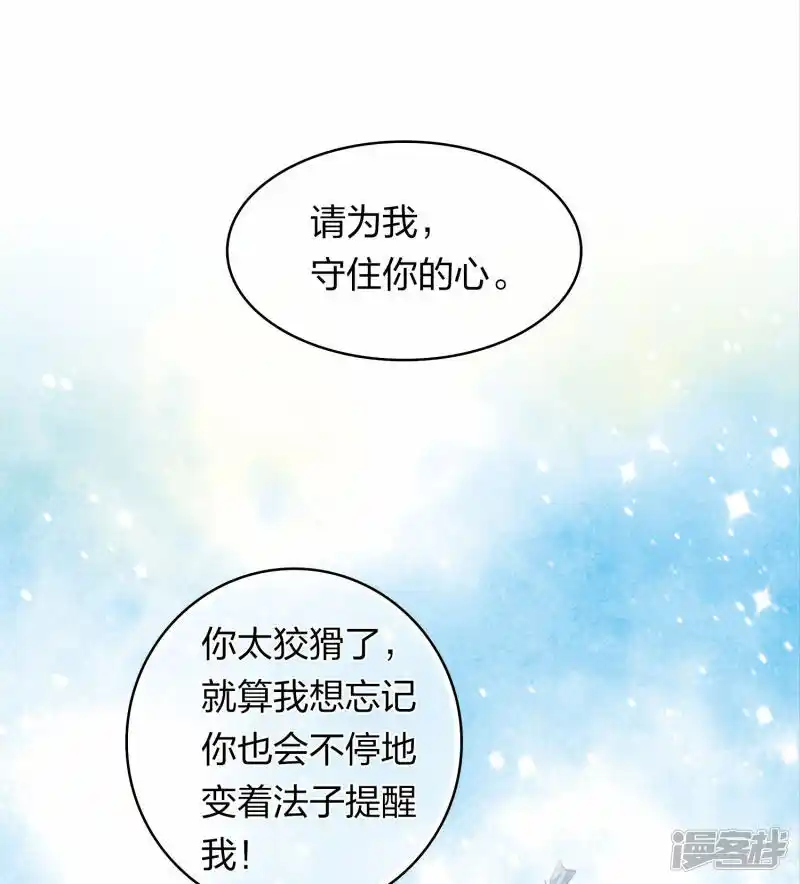 请为我，
守住你的心。
你太狡猾了，
就算我想忘记
你也会不停地
变着法子提醒
我！
漫客栈